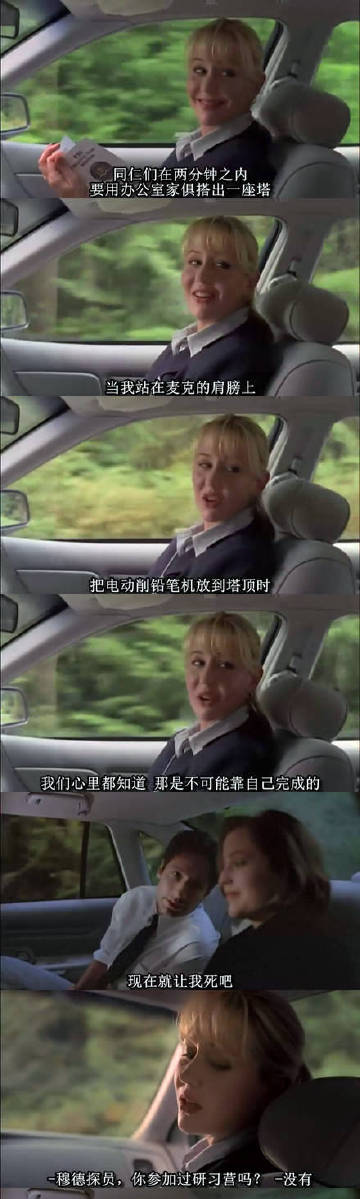 同仁们在两分钟之内
要用办公室家俱搭出一座塔
当我站在麦克的肩膀上
把电动削铅笔机放到塔顶时
我们心里都知道 那是不可能靠自己完成的
现在就让我死吧
-穆德探员，你参加过研习营吗？ -没有